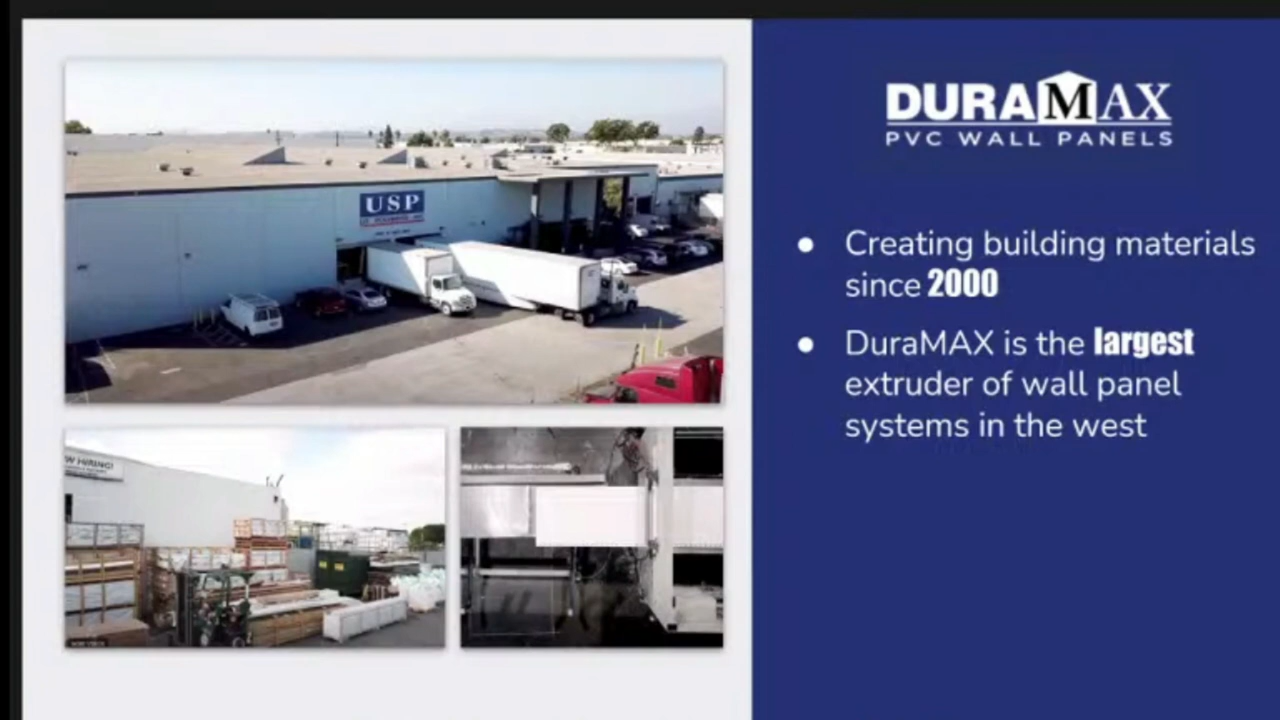 USP
W HIRING!
DURAMAX
PVC WALL PANELS
● Creating building materials
since 2000
● DuraMAX is the largest
extruder of wall panel
systems in the west